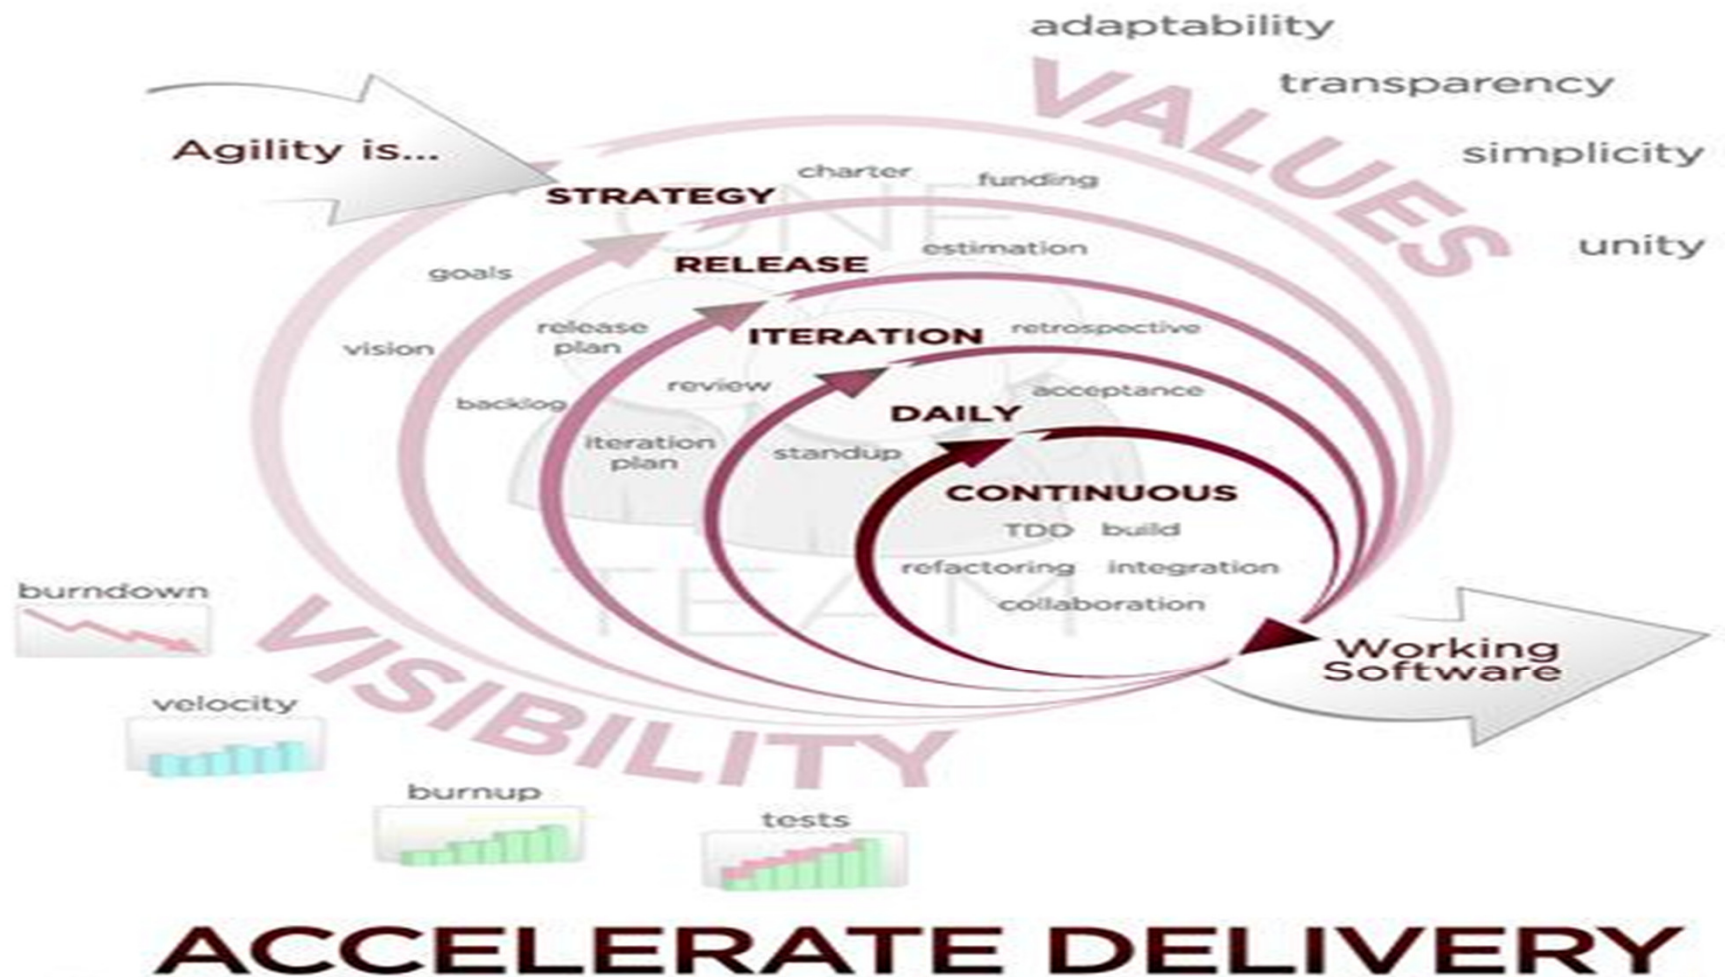 adaptability
VALUES
transparency
simplicity
unity
Agility is...
STRATEGY
charter
funding
goals
vision
RELEASE
estimation
release
plan
backlog
ITERATION
retrospective
review
iteration
plan
DAILY
acceptance
standup
CONTINUOUS
TDD build
refactoring integration
collaboration
ONE
TEAM
Working
Software
burndown
VISIBILITY
velocity
burnup
tests
ACCELERATE DELIVERY